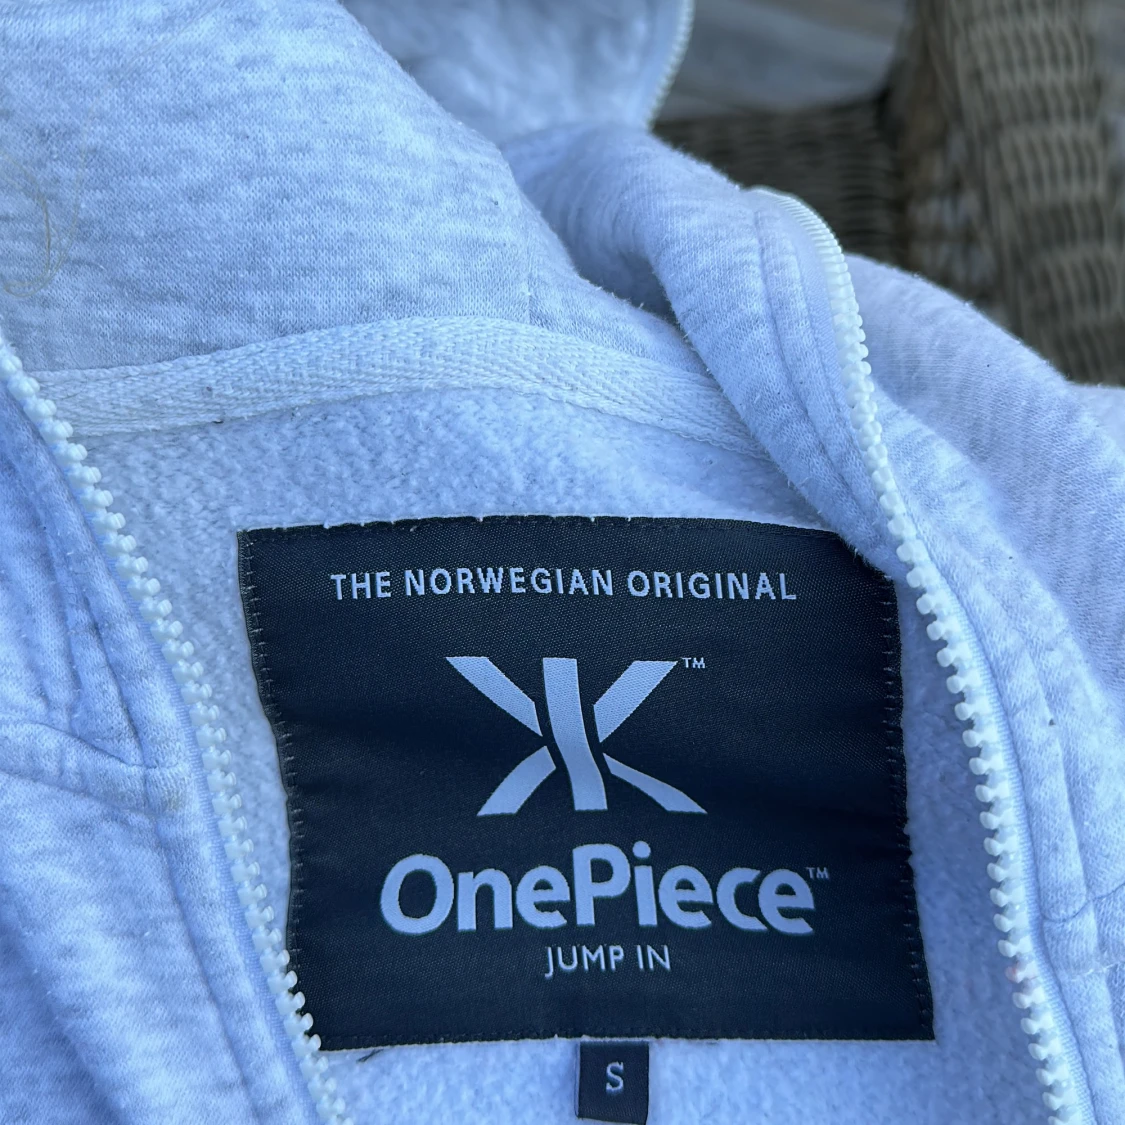 THE NORWEGIAN ORIGINAL
™
OnePiece™
JUMP IN
S